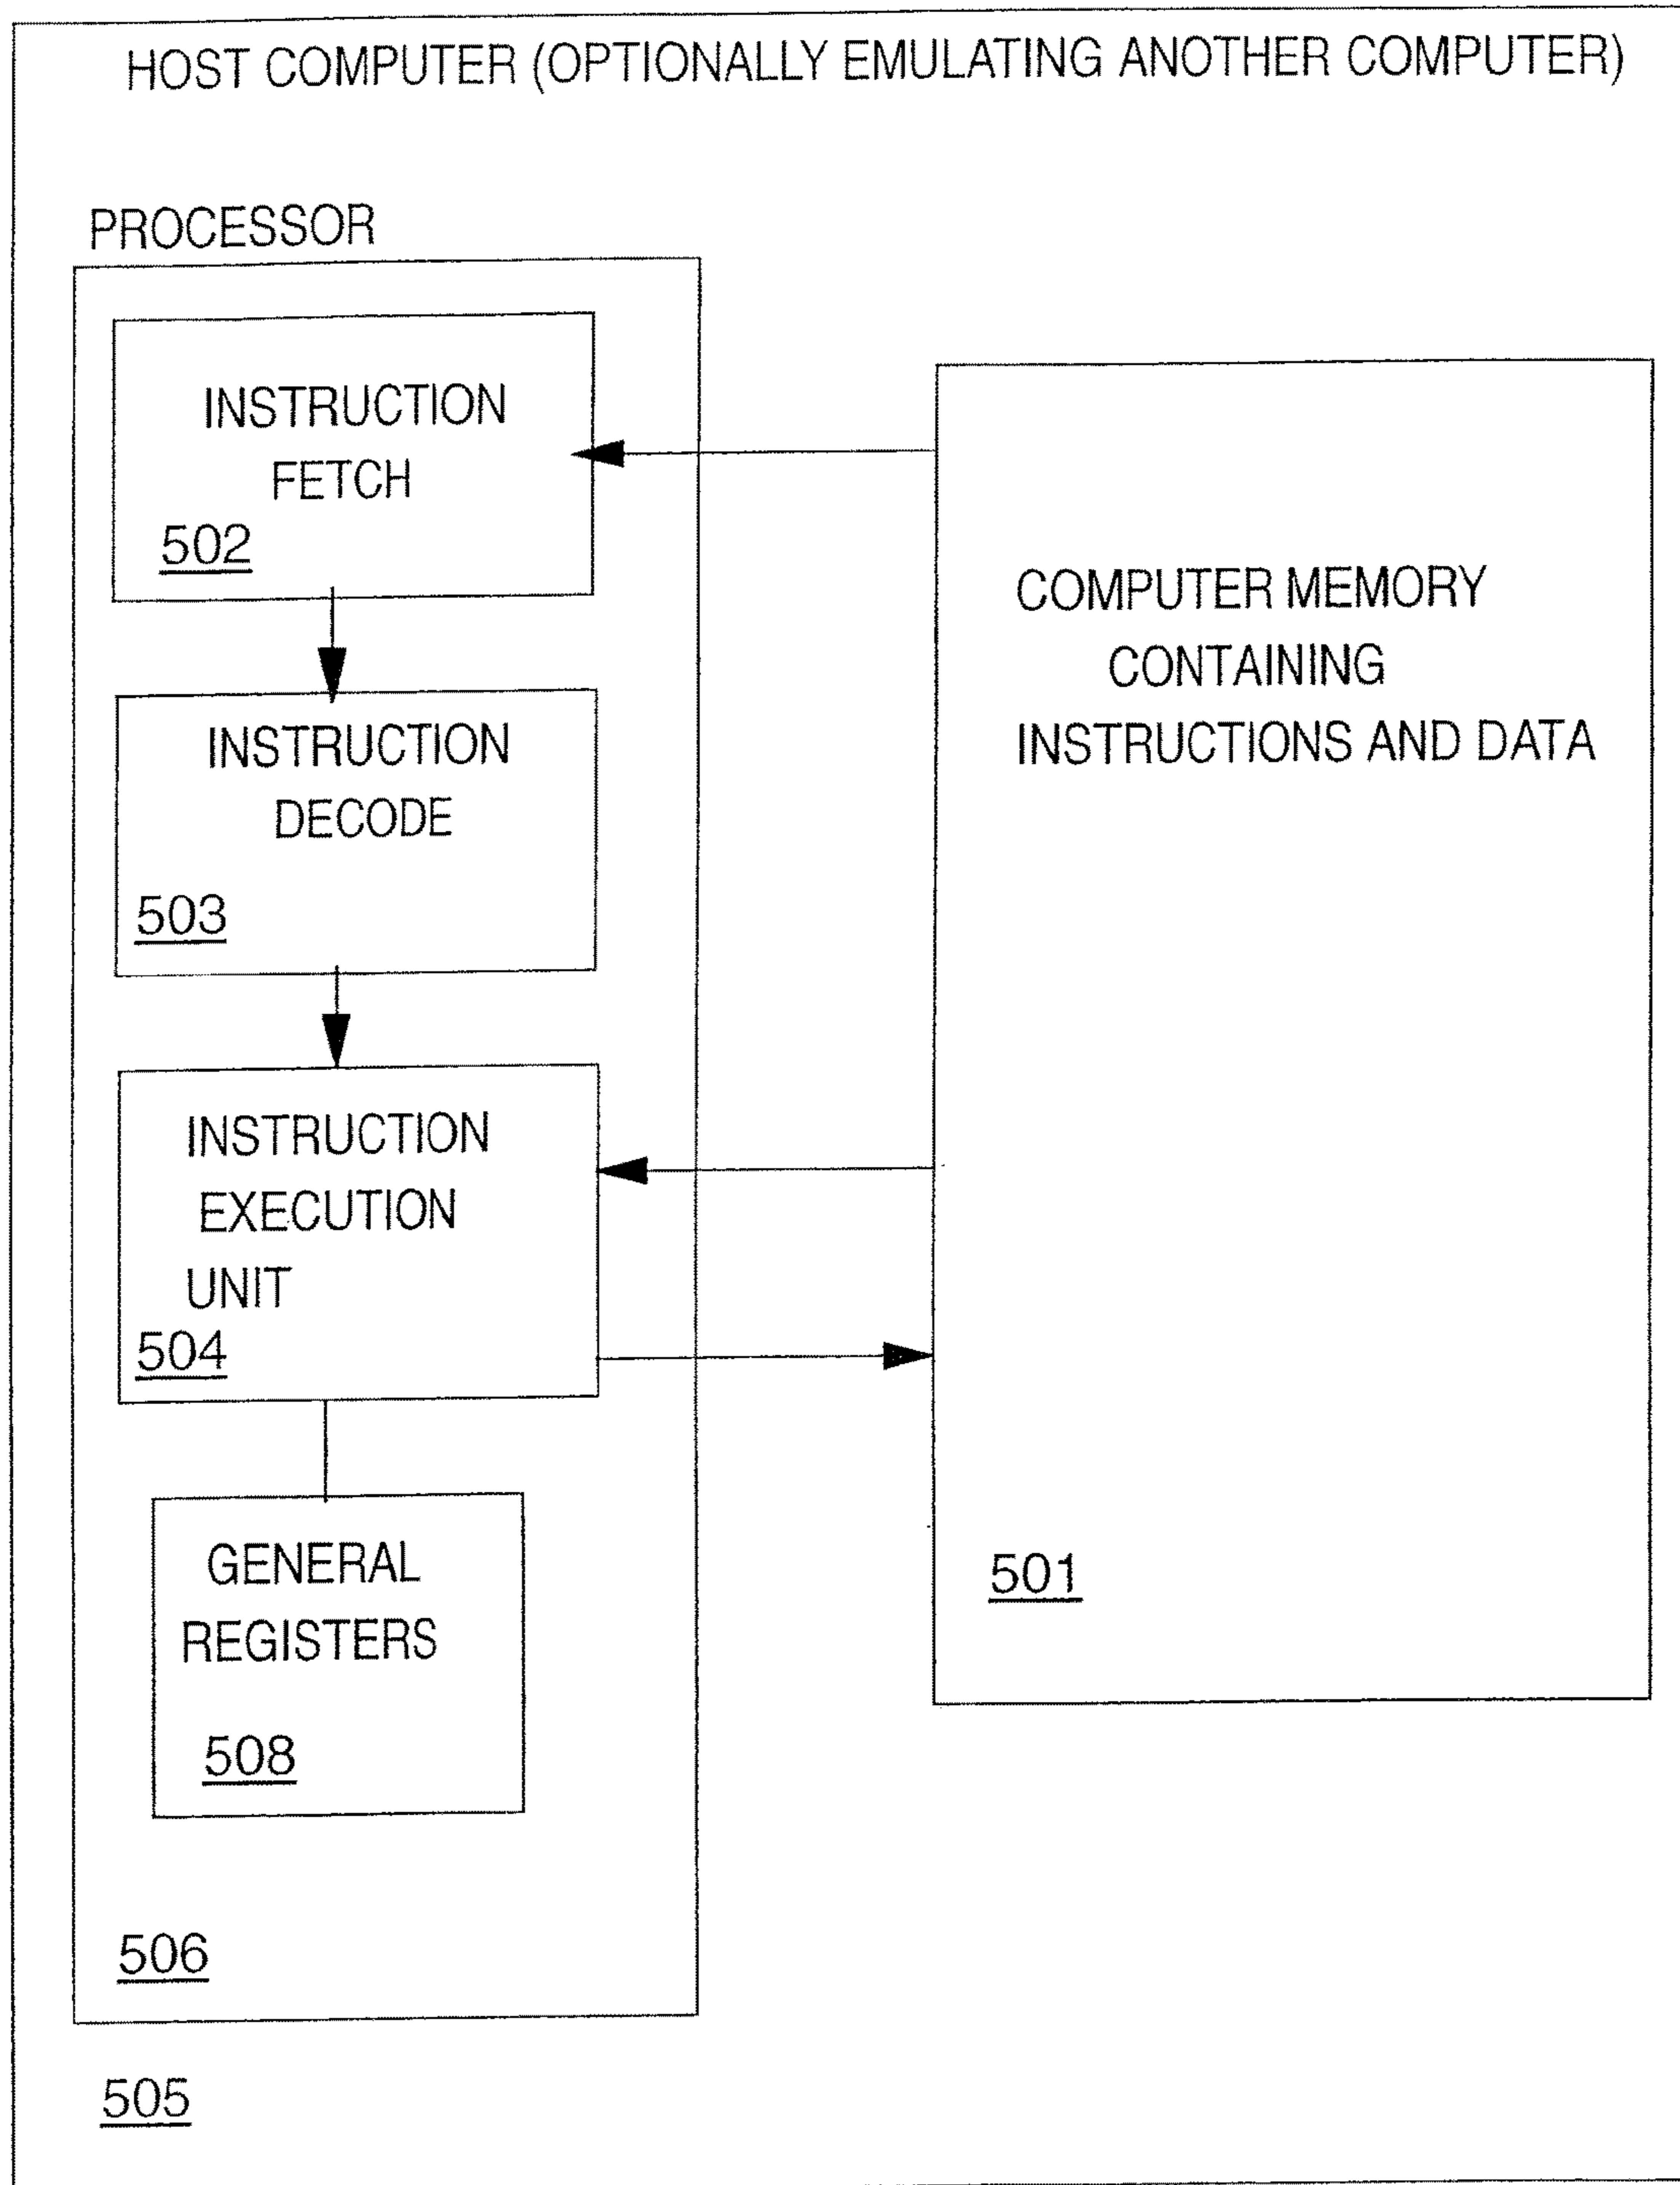 HOST COMPUTER (OPTIONALLY EMULATING ANOTHER COMPUTER)
PROCESSOR
INSTRUCTION
FETCH
502
INSTRUCTION
DECODE
503
INSTRUCTION
EXECUTION
UNIT
504
GENERAL
REGISTERS
508
506
505
COMPUTER MEMORY
CONTAINING
INSTRUCTIONS AND DATA
501